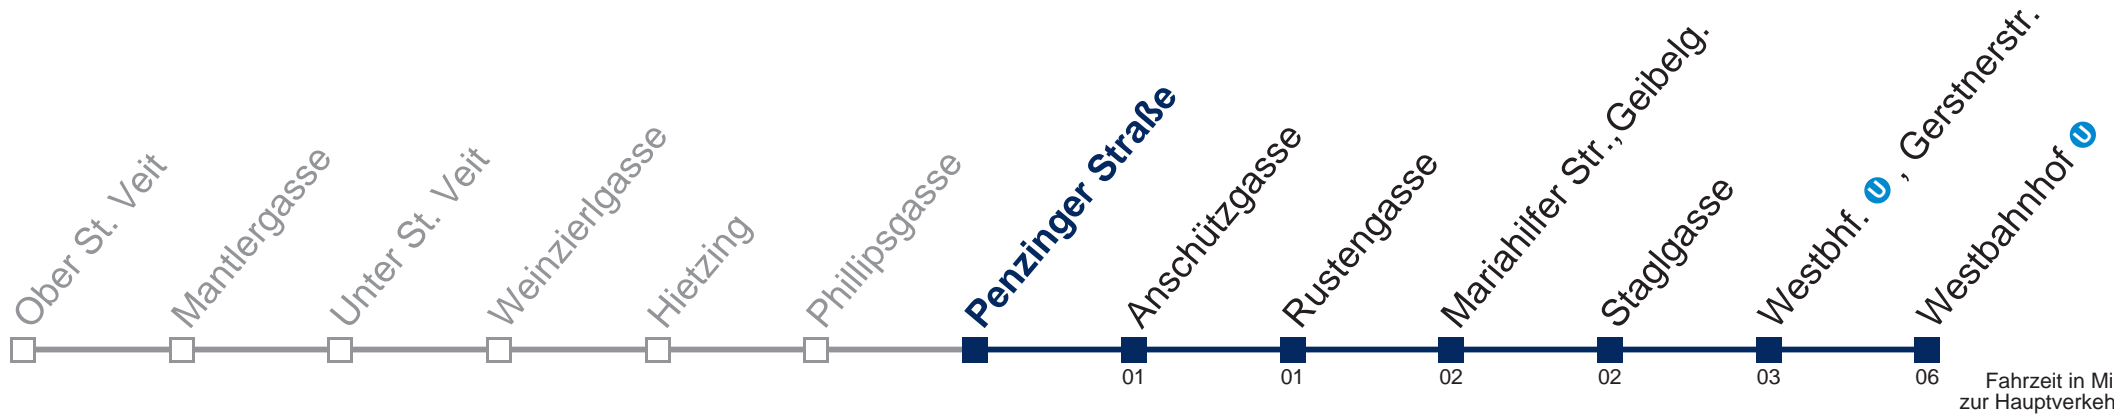 Ober St. Veit
Mantlergasse
Unter St. Veit
Weinzierlgasse
Hietzing
Phillipsgasse
Penzinger Straße
Anschützgasse
Rustengasse
Mariahilfer Str.,Geibelg.
Staglgasse
Westbhf. U , Gerstnerstr.
Westbahnhof U
01
01
02
02
03
06
Fahrzeit in Mi
zur Hauptverkeh